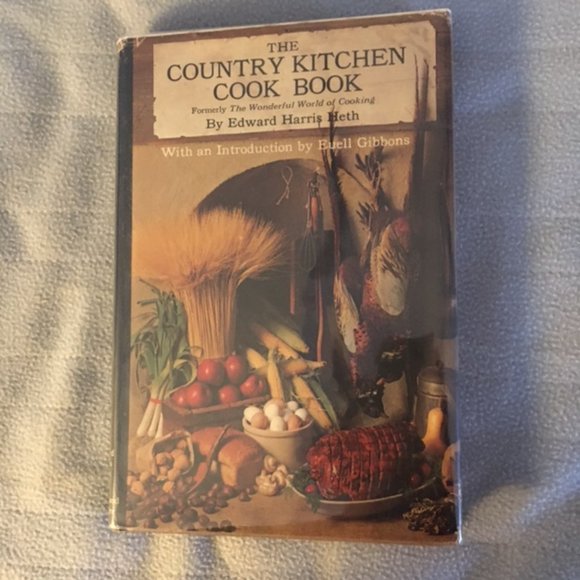 THE
COUNTRY KITCHEN
COOK BOOK
Formerly The Wonderful World of Cooking
By Edward Harris Heth
With an Introduction by Euell Gibbons